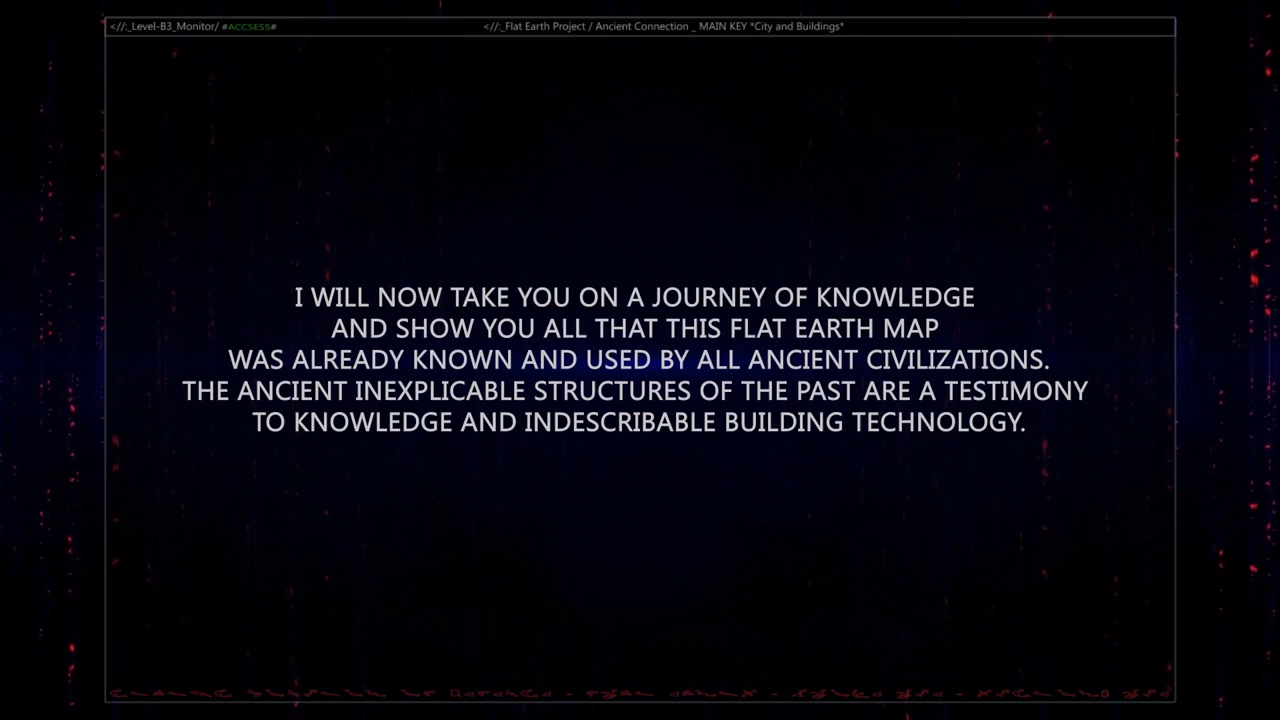 <//:_Level-B3_Monitor/ #ACCSESS#
<//:_Flat Earth Project / Ancient Connection _ MAIN KEY *City and Buildings*
I WILL NOW TAKE YOU ON A JOURNEY OF KNOWLEDGE
AND SHOW YOU ALL THAT THIS FLAT EARTH MAP
WAS ALREADY KNOWN AND USED BY ALL ANCIENT CIVILIZATIONS.
THE ANCIENT INEXPLICABLE STRUCTURES OF THE PAST ARE A TESTIMONY
TO KNOWLEDGE AND INDESCRIBABLE BUILDING TECHNOLOGY.